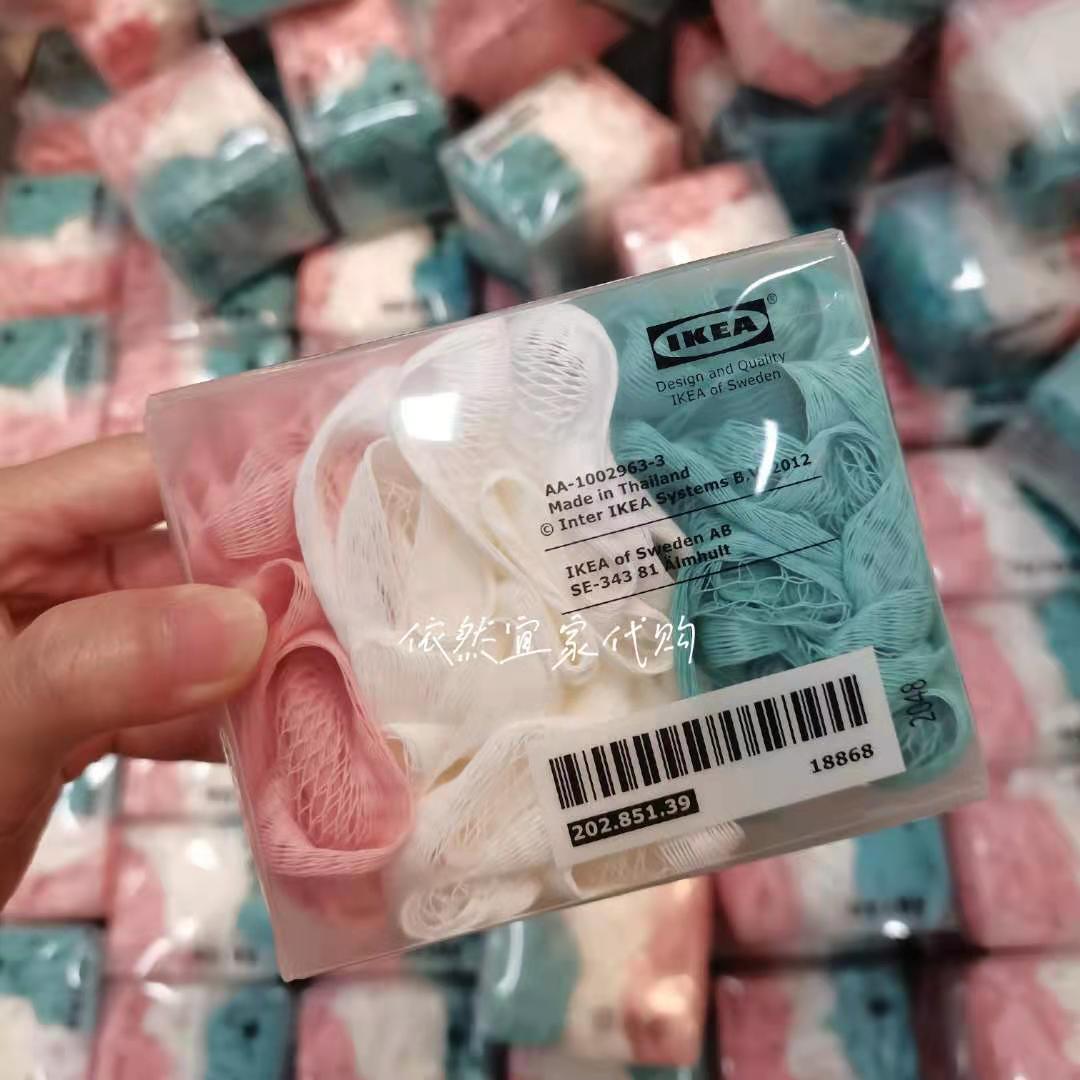 IKEA®
Design and Quality
IKEA of Sweden
AA-1002963-3
Made in Thailand
© Inter IKEA Systems B.V. 2012
IKEA of Sweden AB
SE-343 81 Älmhult
依然宜家代购
2048
18868
202.851.39